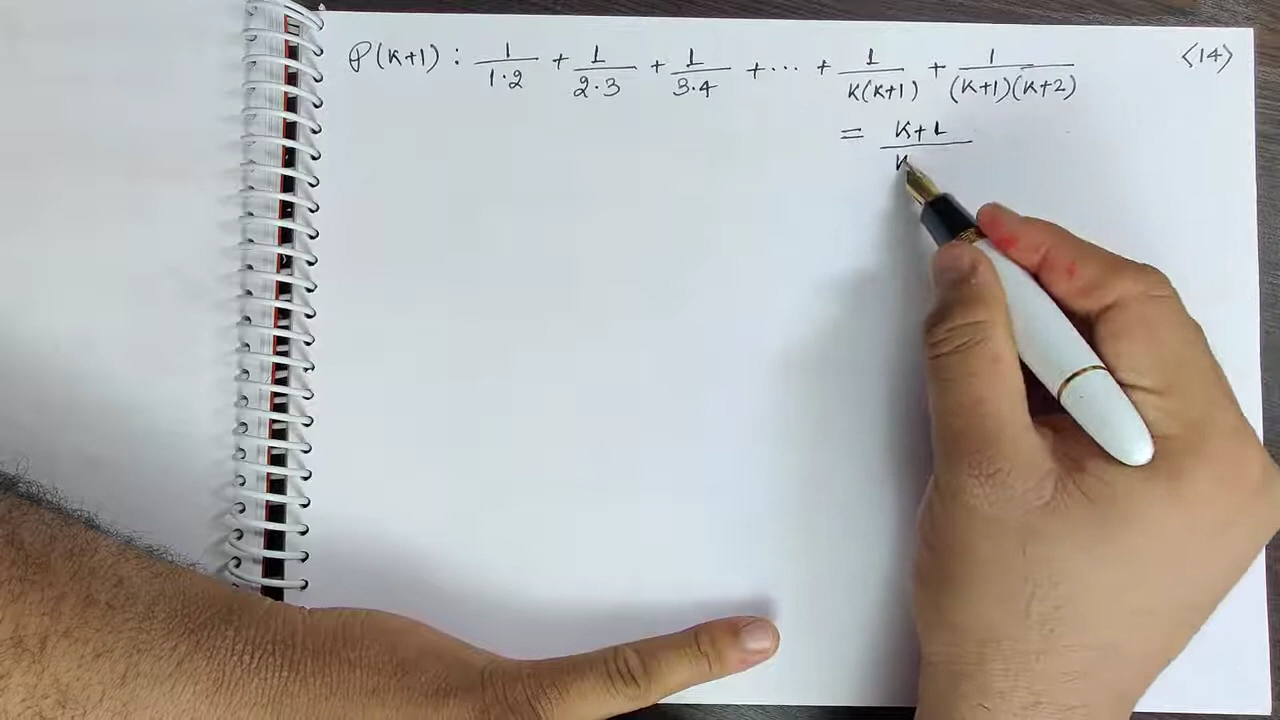 P(k+1) : 1/(1·2) + 1/(2·3) + 1/(3·4) + ··· + 1/(k(k+1)) + 1/((k+1)(k+2)) ⟨14⟩
= (k+1)/k